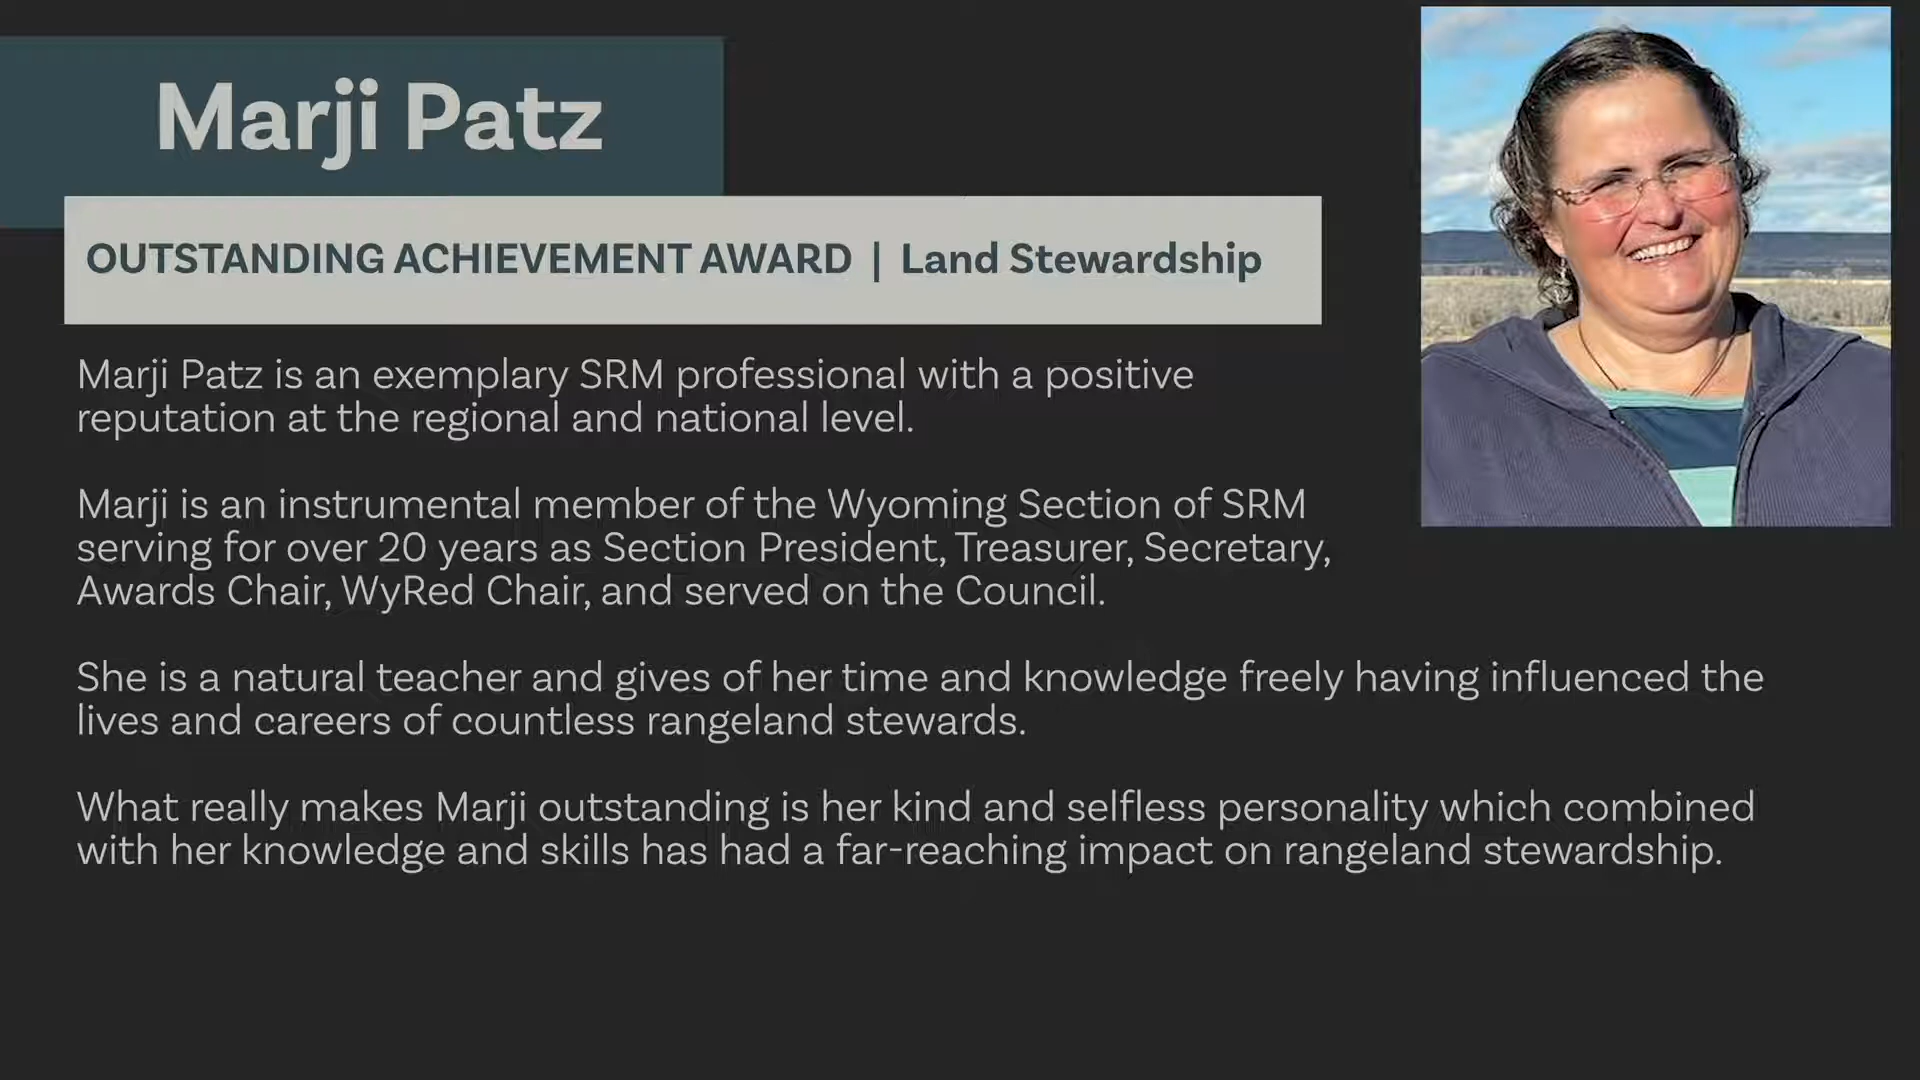 Marji Patz
OUTSTANDING ACHIEVEMENT AWARD | Land Stewardship
Marji Patz is an exemplary SRM professional with a positive
reputation at the regional and national level.
Marji is an instrumental member of the Wyoming Section of SRM
serving for over 20 years as Section President, Treasurer, Secretary,
Awards Chair, WyRed Chair, and served on the Council.
She is a natural teacher and gives of her time and knowledge freely having influenced the
lives and careers of countless rangeland stewards.
What really makes Marji outstanding is her kind and selfless personality which combined
with her knowledge and skills has had a far-reaching impact on rangeland stewardship.